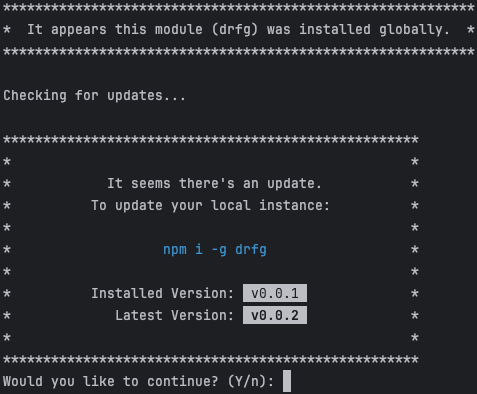 ***********************************************************
*  It appears this module (drfg) was installed globally.  *
***********************************************************
Checking for updates...
****************************************************
*                                                  *
*            It seems there's an update.           *
*          To update your local instance:          *
*                                                  *
*                   npm i -g drfg                  *
*                                                  *
*          Installed Version:  v0.0.1              *
*             Latest Version:  v0.0.2              *
*                                                  *
****************************************************
Would you like to continue? (Y/n):